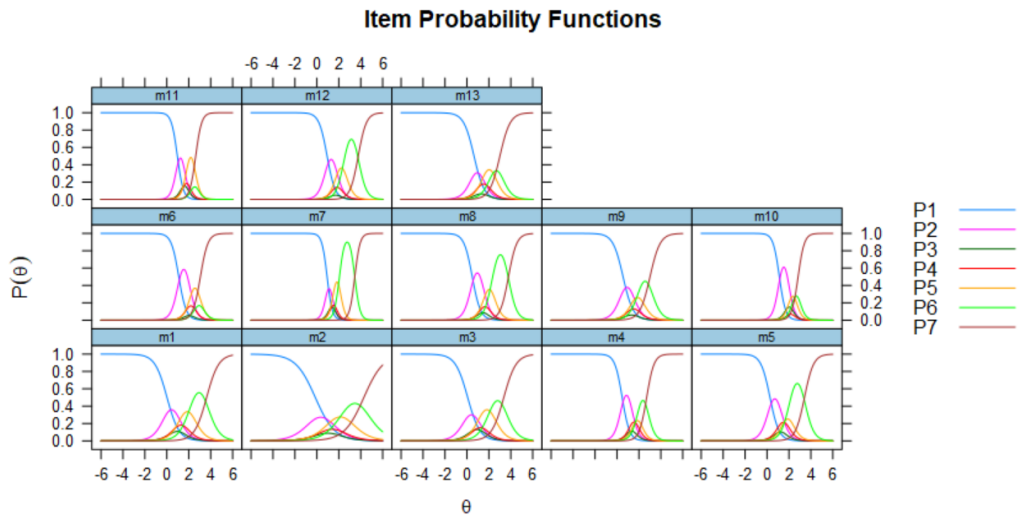 Item Probability Functions
-6 -4 -2 0 2 4 6
m11 m12 m13
1.0
0.8
0.6
0.4
0.2
0.0
m6 m7 m8 m9 m10
1.0
0.8
0.6
0.4
0.2
0.0
P(θ)
m1 m2 m3 m4 m5
1.0
0.8
0.6
0.4
0.2
0.0
-6 -4 -2 0 2 4 6 -6 -4 -2 0 2 4 6 -6 -4 -2 0 2 4 6
θ
P1
P2
P3
P4
P5
P6
P7